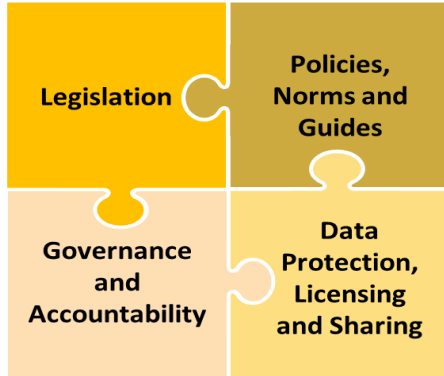 Legislation
Policies,
Norms and
Guides
Governance
and
Accountability
Data
Protection,
Licensing
and Sharing